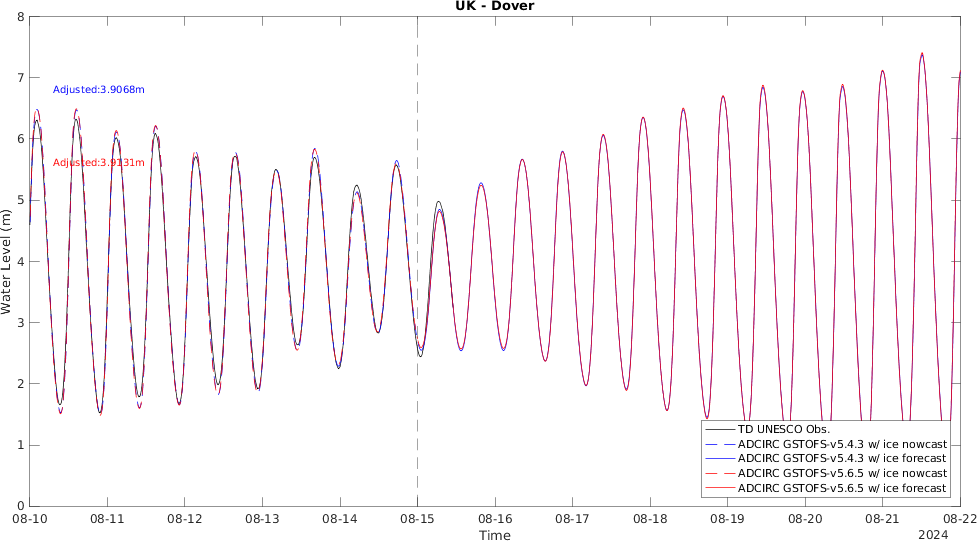 UK - Dover
8
7
6
5
4
3
2
1
0
Water Level (m)
Adjusted:3.9068m
Adjusted:3.9131m
TD UNESCO Obs.
ADCIRC GSTOFS-v5.4.3 w/ ice nowcast
ADCIRC GSTOFS-v5.4.3 w/ ice forecast
ADCIRC GSTOFS-v5.6.5 w/ ice nowcast
ADCIRC GSTOFS-v5.6.5 w/ ice forecast
08-10 08-11 08-12 08-13 08-14 08-15 08-16 08-17 08-18 08-19 08-20 08-21 08-22
Time
2024